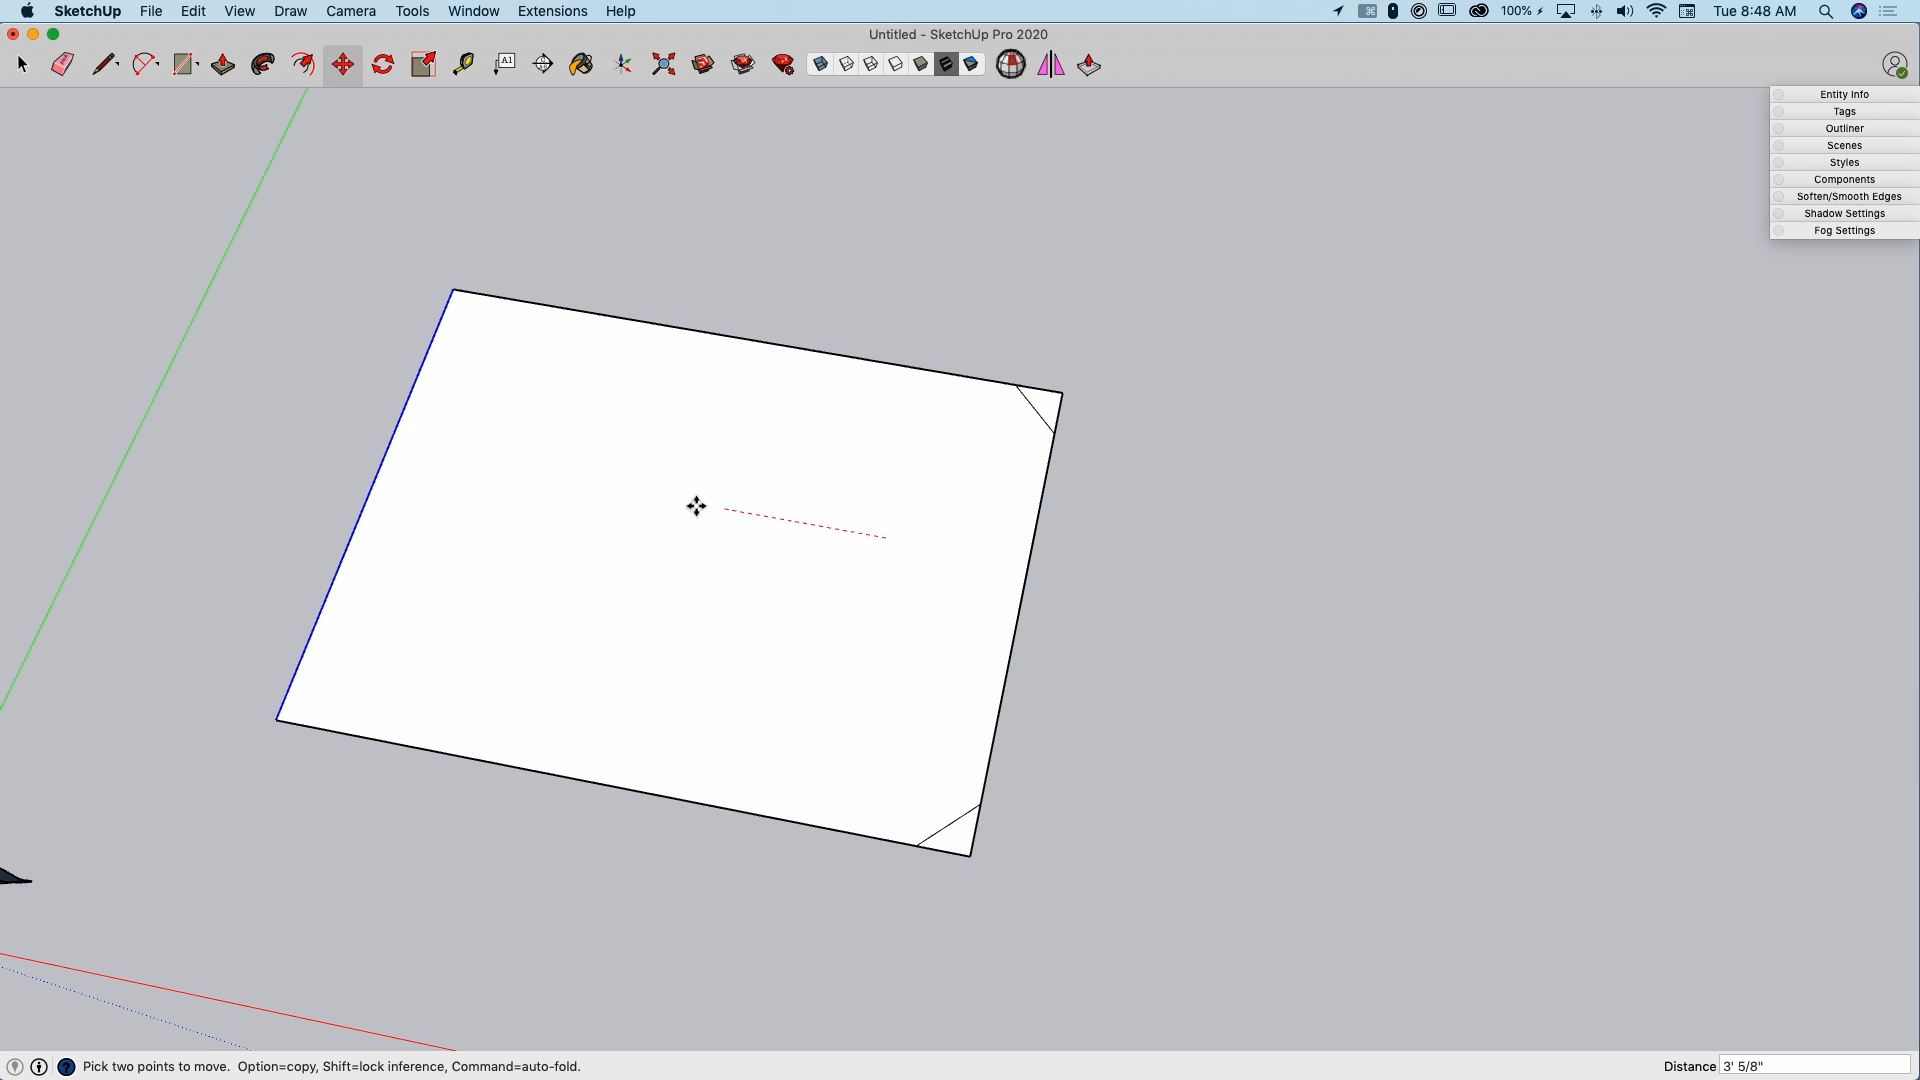 SketchUp File Edit View Draw Camera Tools Window Extensions Help
100% Tue 8:48 AM
Untitled - SketchUp Pro 2020
A1
Entity Info
Tags
Outliner
Scenes
Styles
Components
Soften/Smooth Edges
Shadow Settings
Fog Settings
Pick two points to move. Option=copy, Shift=lock inference, Command=auto-fold.
Distance 3' 5/8"